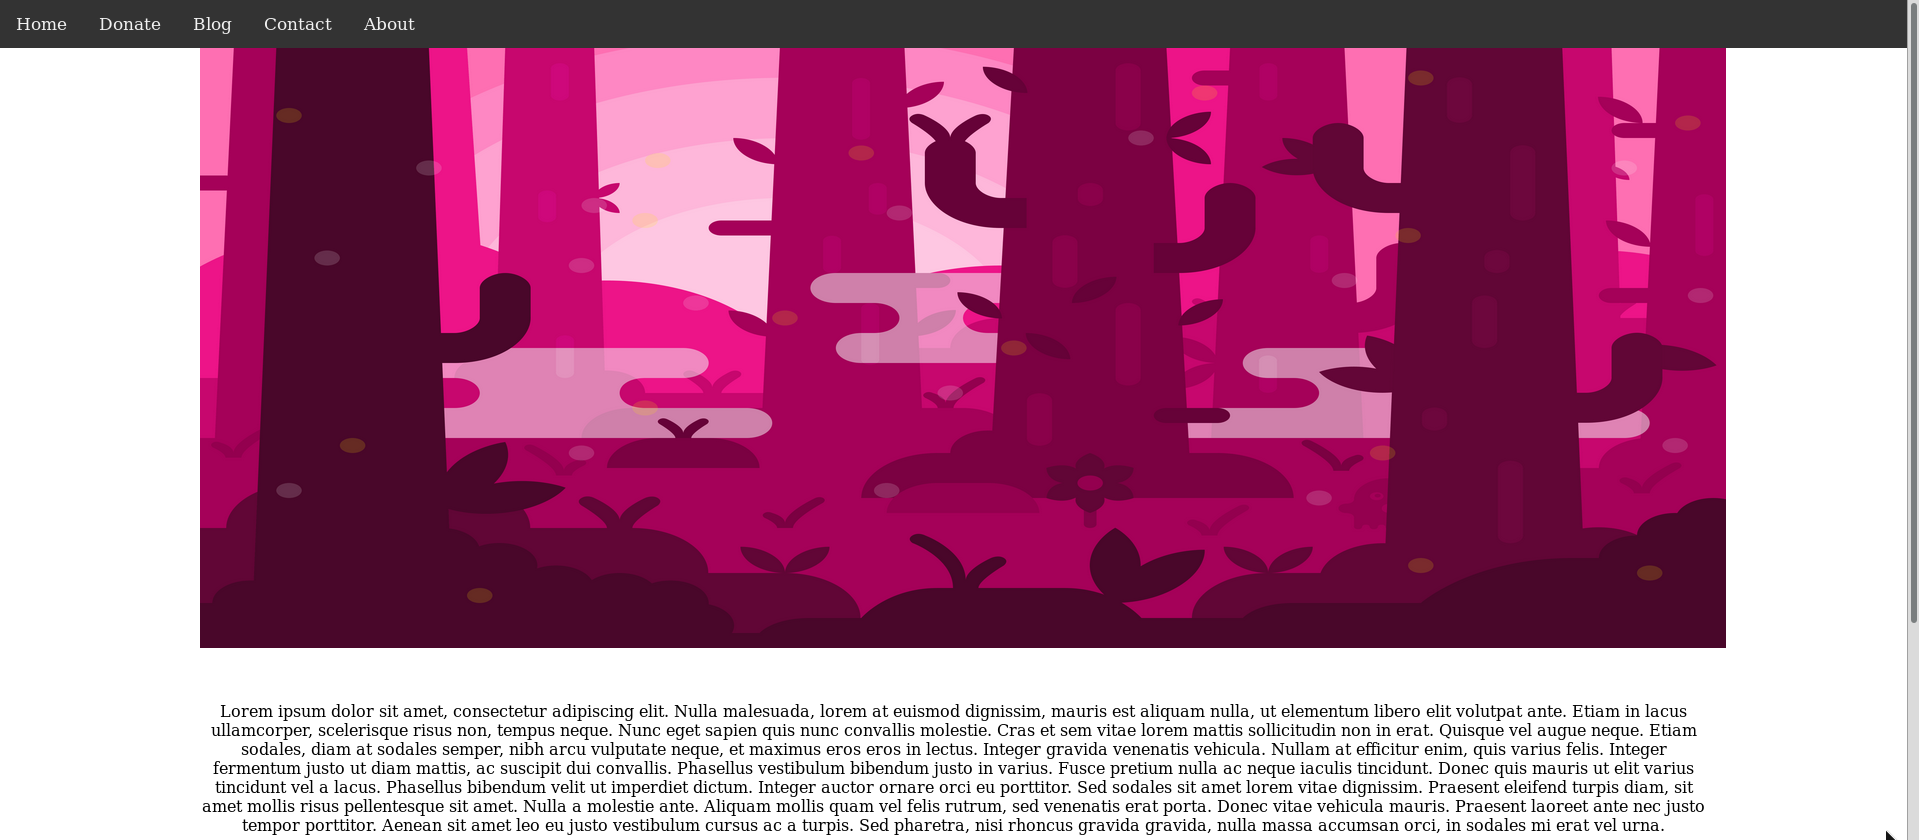 Home Donate Blog Contact About
Lorem ipsum dolor sit amet, consectetur adipiscing elit. Nulla malesuada, lorem at euismod dignissim, mauris est aliquam nulla, ut elementum libero elit volutpat ante. Etiam in lacus
ullamcorper, scelerisque risus non, tempus neque. Nunc eget sapien quis nunc convallis molestie. Cras et sem vitae lorem mattis sollicitudin non in erat. Quisque vel augue neque. Etiam
sodales, diam at sodales semper, nibh arcu vulputate neque, et maximus eros eros in lectus. Integer gravida venenatis vehicula. Nullam at efficitur enim, quis varius felis. Integer
fermentum justo ut diam mattis, ac suscipit dui convallis. Phasellus vestibulum bibendum justo in varius. Fusce pretium nulla ac neque iaculis tincidunt. Donec quis mauris ut elit varius
tincidunt vel a lacus. Phasellus bibendum velit ut imperdiet dictum. Integer auctor ornare orci eu porttitor. Sed sodales sit amet lorem vitae dignissim. Praesent eleifend turpis diam, sit
amet mollis risus pellentesque sit amet. Nulla a molestie ante. Aliquam mollis quam vel felis rutrum, sed venenatis erat porta. Donec vitae vehicula mauris. Praesent laoreet ante nec justo
tempor porttitor. Aenean sit amet leo eu justo vestibulum cursus ac a turpis. Sed pharetra, nisi rhoncus gravida gravida, nulla massa accumsan orci, in sodales mi erat vel urna.